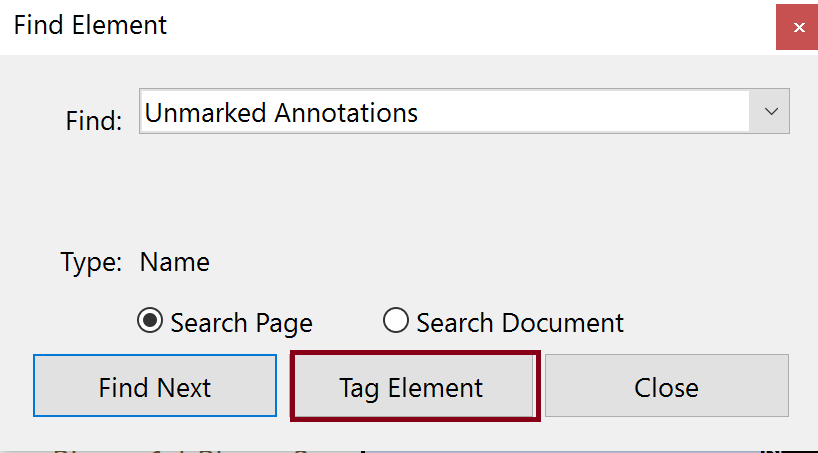 Find Element
Find: Unmarked Annotations
Type: Name
Search Page Search Document
Find Next Tag Element Close